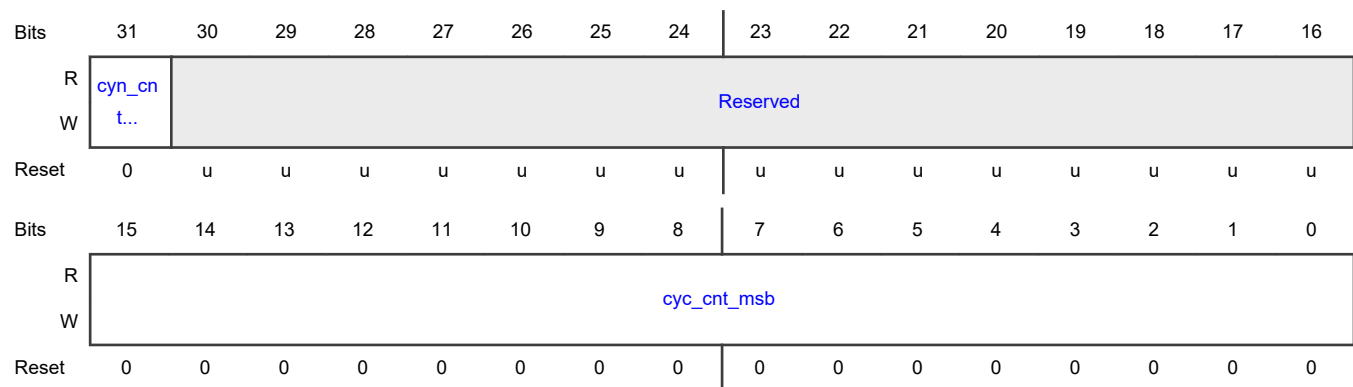 Bits 31 30 29 28 27 26 25 24 23 22 21 20 19 18 17 16
R
cyn_cn
Reserved
t...
W
Reset 0 u u u u u u u u u u u u u u u
Bits 15 14 13 12 11 10 9 8 7 6 5 4 3 2 1 0
R
cyc_cnt_msb
W
Reset 0 0 0 0 0 0 0 0 0 0 0 0 0 0 0 0